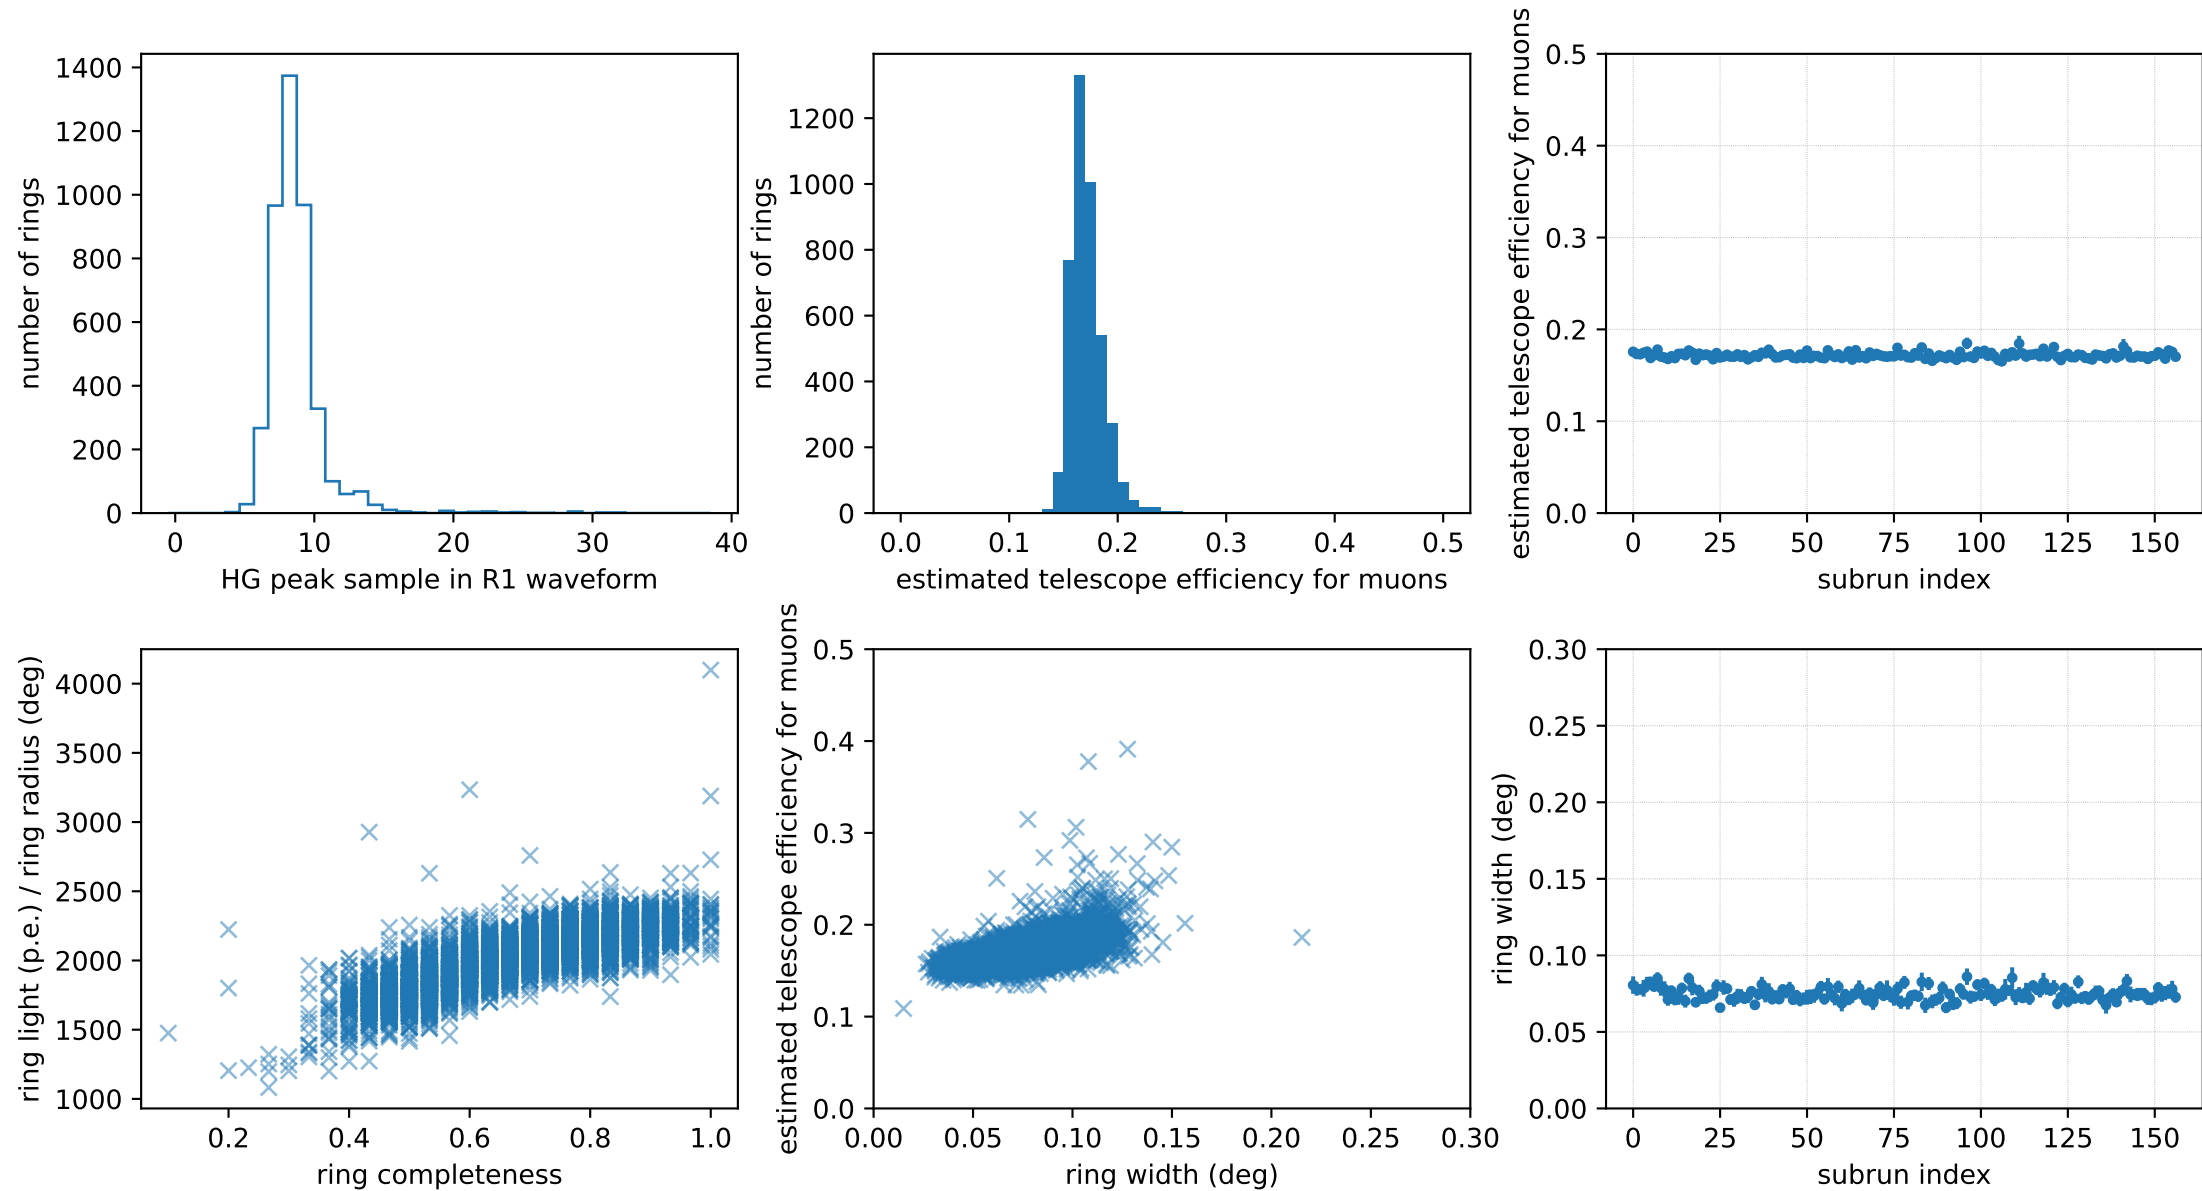 number of rings
1400
1200
1000
800
600
400
200
0
0 10 20 30 40
HG peak sample in R1 waveform
number of rings
1200
1000
800
600
400
200
0
0.0 0.1 0.2 0.3 0.4 0.5
estimated telescope efficiency for muons
estimated telescope efficiency for muons
0.5
0.4
0.3
0.2
0.1
0.0
0 25 50 75 100 125 150
subrun index
ring light (p.e.) / ring radius (deg)
4000
3500
3000
2500
2000
1500
1000
0.2 0.4 0.6 0.8 1.0
ring completeness
estimated telescope efficiency for muons
0.5
0.4
0.3
0.2
0.1
0.0
0.00 0.05 0.10 0.15 0.20 0.25 0.30
ring width (deg)
ring width (deg)
0.30
0.25
0.20
0.15
0.10
0.05
0.00
0 25 50 75 100 125 150
subrun index